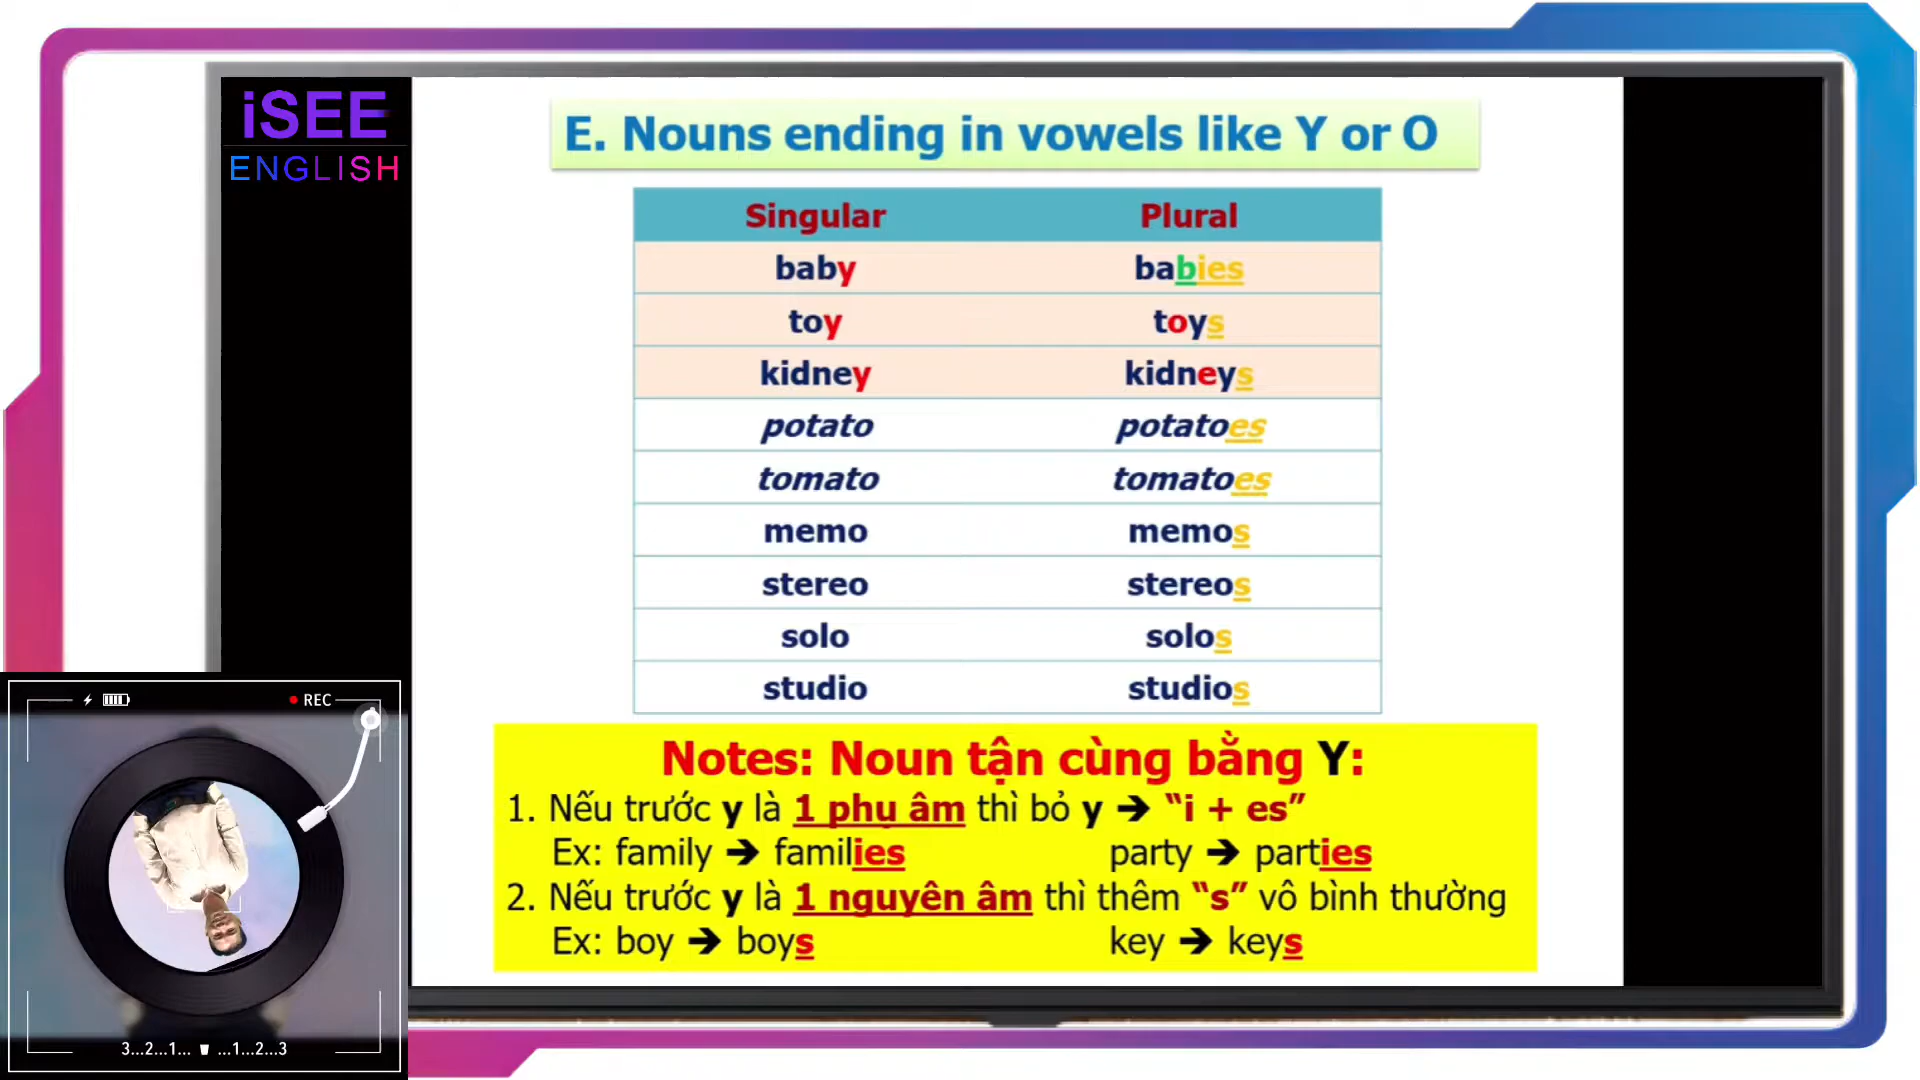 iSEE
ENGLISH
E. Nouns ending in vowels like Y or O
Singular Plural
baby babies
toy toys
kidney kidneys
potato potatoes
tomato tomatoes
memo memos
stereo stereos
solo solos
studio studios
Notes: Noun tận cùng bằng Y:
1. Nếu trước y là 1 phụ âm thì bỏ y ➔ “i + es”
Ex: family ➔ families party ➔ parties
2. Nếu trước y là 1 nguyên âm thì thêm “s” vô bình thường
Ex: boy ➔ boys key ➔ keys
REC
3...2...1... ...1...2...3